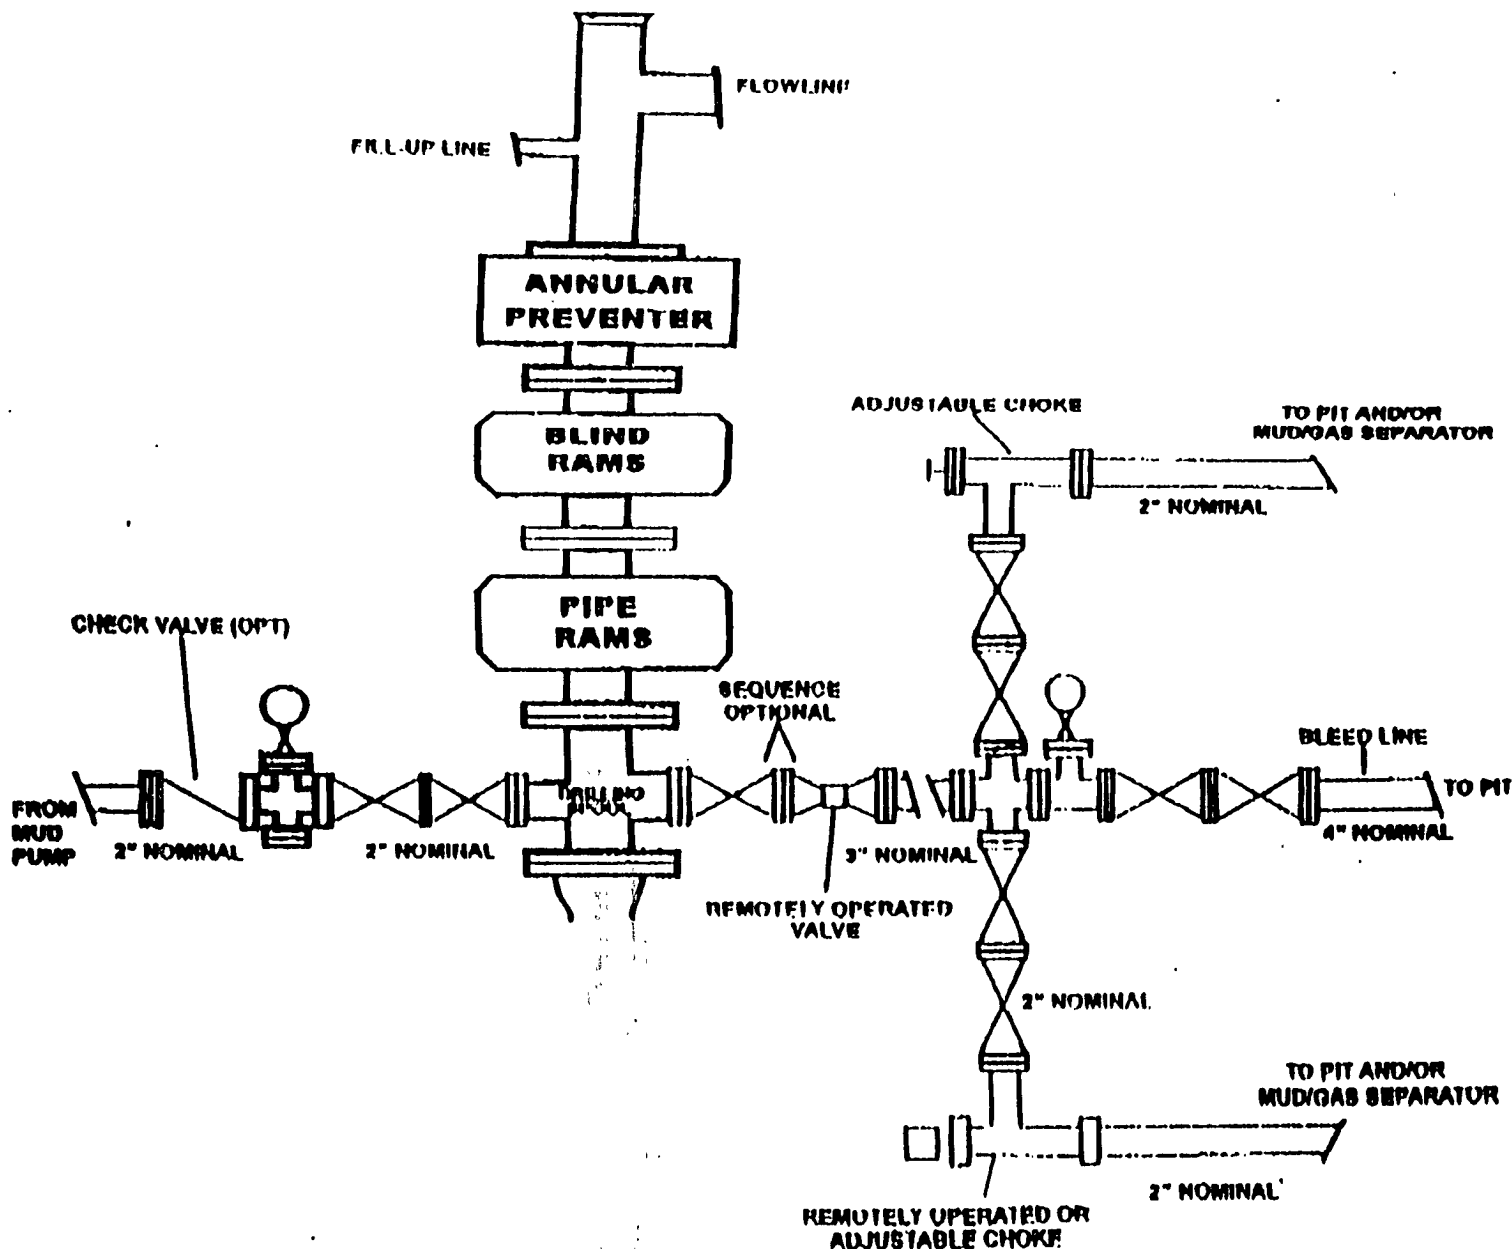 FLOWLINE
FILL-UP LINE
ANNULAR
PREVENTER
BLIND
RAMS
ADJUSTABLE CHOKE
TO PIT AND/OR
MUD/GAS SEPARATOR
2" NOMINAL
PIPE
RAMS
CHECK VALVE (OPT)
SEQUENCE
OPTIONAL
BLEED LINE
TO PIT
DRILLING
FROM
MUD
PUMP
2" NOMINAL
2" NOMINAL
3" NOMINAL
4" NOMINAL
REMOTELY OPERATED
VALVE
2" NOMINAL
TO PIT AND/OR
MUD/GAS SEPARATOR
2" NOMINAL
REMOTELY OPERATED OR
ADJUSTABLE CHOKE